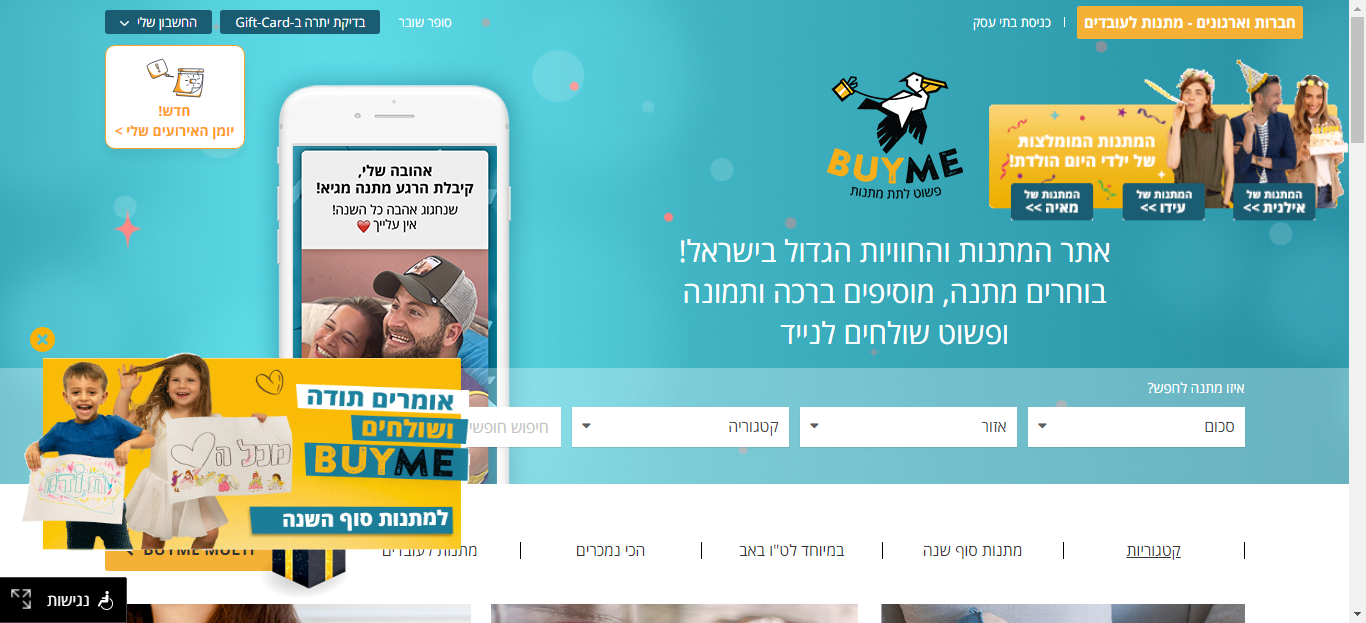 חברות וארגונים - מתנות לעובדים
כניסת בתי עסק
סופר שובר
בדיקת יתרה ב-Gift-Card
החשבון שלי
חדש!
יומן האירועים שלי >
המתנות המומלצות
של ילדי היום הולדת!
המתנות של
אילנית >>
המתנות של
עידו >>
המתנות של
מאיה >>
BUYME
פשוט לתת מתנות
אהובה שלי,
קיבלת הרגע מתנה מגיא!
שנחגוג אהבה כל השנה!
אין עלייך ❤
אתר המתנות והחוויות הגדול בישראל!
בוחרים מתנה, מוסיפים ברכה ותמונה
ופשוט שולחים לנייד
איזו מתנה לחפש?
סכום
אזור
קטגוריה
חיפוש חופשי
אומרים תודה
ושולחים
BUYME
למתנות סוף השנה
מכל ה
תודה
קטגוריות
מתנות סוף שנה
במיוחד לט"ו באב
הכי נמכרים
מתנות לעובדים
BUYME MULTI
נגישות